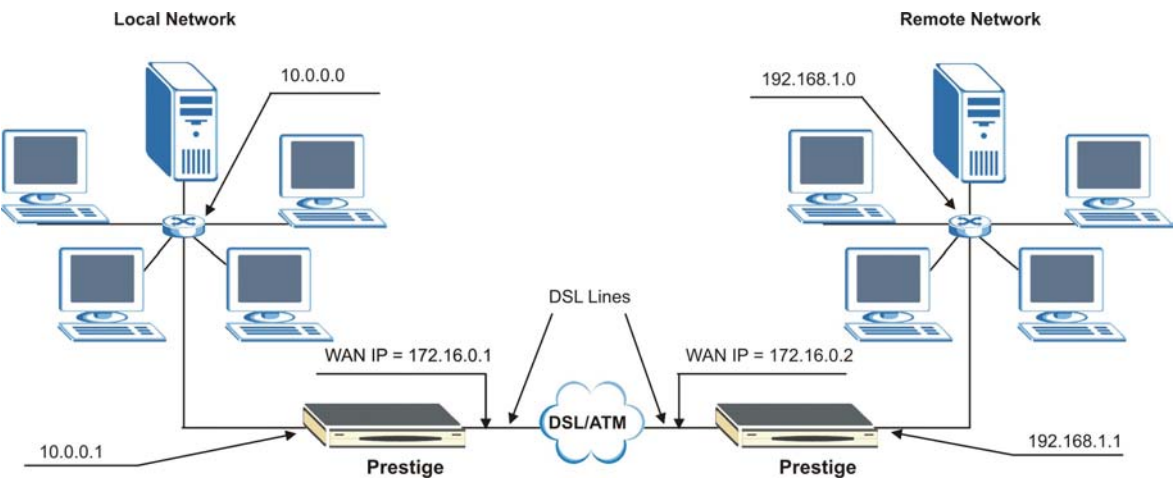 Local Network
Remote Network
10.0.0.0
192.168.1.0
DSL Lines
WAN IP = 172.16.0.1
WAN IP = 172.16.0.2
DSL/ATM
10.0.0.1
192.168.1.1
Prestige
Prestige